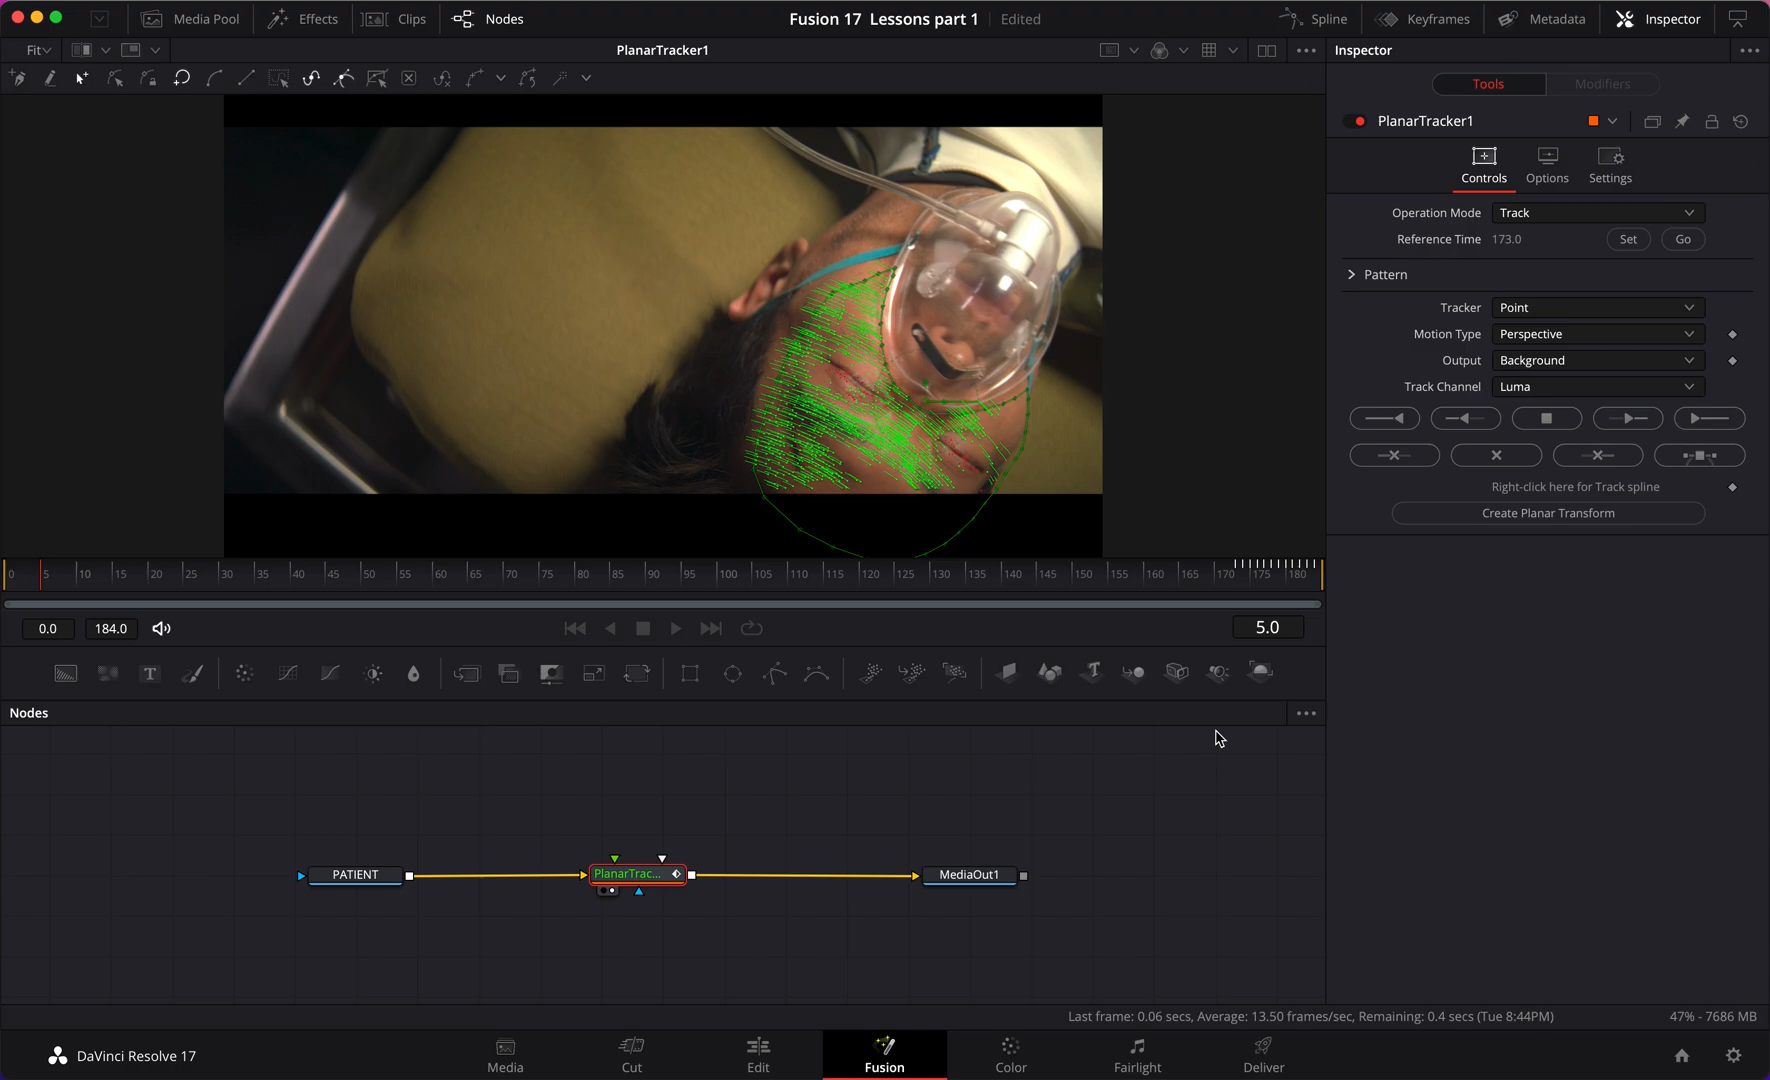 Media Pool
Effects
Clips
Nodes
Fusion 17 Lessons part 1
Edited
Spline
Keyframes
Metadata
Inspector
Fit
PlanarTracker1
Inspector
Tools
Modifiers
PlanarTracker1
Controls
Options
Settings
Operation Mode Track
Reference Time 173.0 Set Go
Pattern
Tracker Point
Motion Type Perspective
Output Background
Track Channel Luma
Right-click here for Track spline
Create Planar Transform
0 5 10 15 20 25 30 35 40 45 50 55 60 65 70 75 80 85 90 95 100 105 110 115 120 125 130 135 140 145 150 155 160 165 170 175 180
0.0 184.0 5.0
T T
Nodes
PATIENT
PlanarTrac...
MediaOut1
Last frame: 0.06 secs, Average: 13.50 frames/sec, Remaining: 0.4 secs (Tue 8:44PM)
47% - 7686 MB
DaVinci Resolve 17
Media
Cut
Edit
Fusion
Color
Fairlight
Deliver